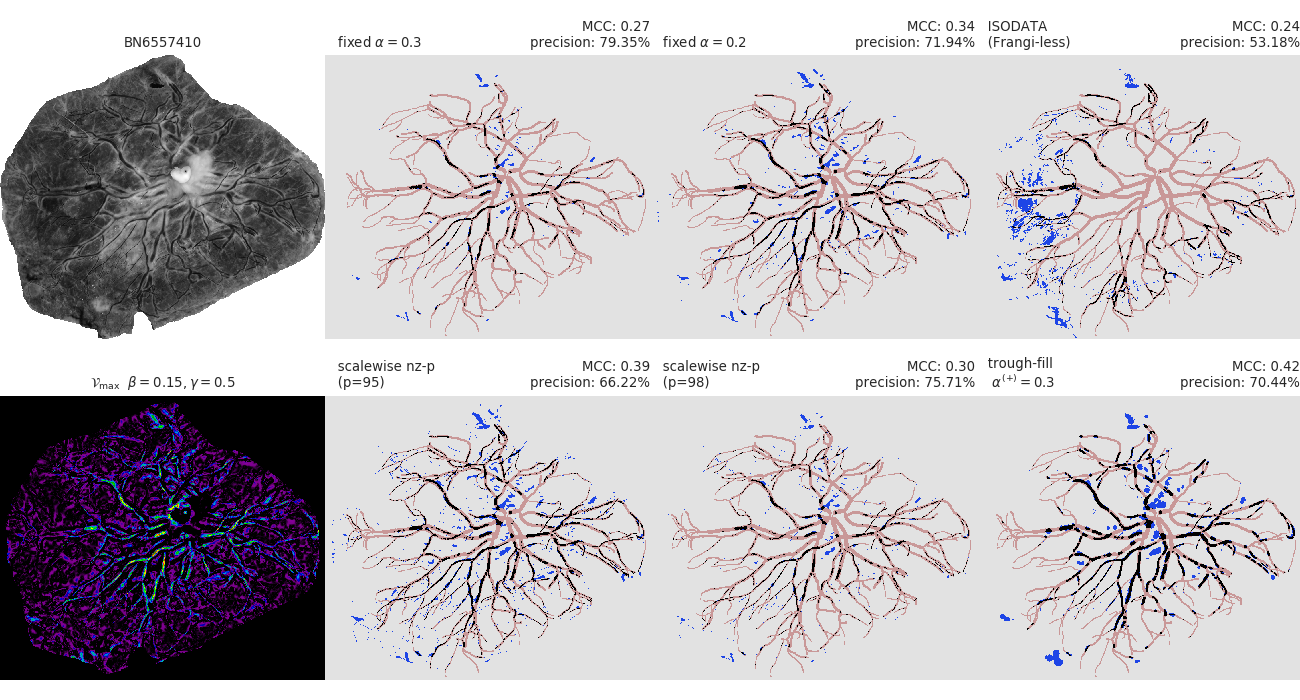 BN6557410
fixed α = 0.3
MCC: 0.27
precision: 79.35%
fixed α = 0.2
MCC: 0.34
precision: 71.94%
ISODATA
(Frangi-less)
MCC: 0.24
precision: 53.18%
𝒱max β = 0.15, γ = 0.5
scalewise nz-p
(p=95)
MCC: 0.39
precision: 66.22%
scalewise nz-p
(p=98)
MCC: 0.30
precision: 75.71%
trough-fill
α(+) = 0.3
MCC: 0.42
precision: 70.44%